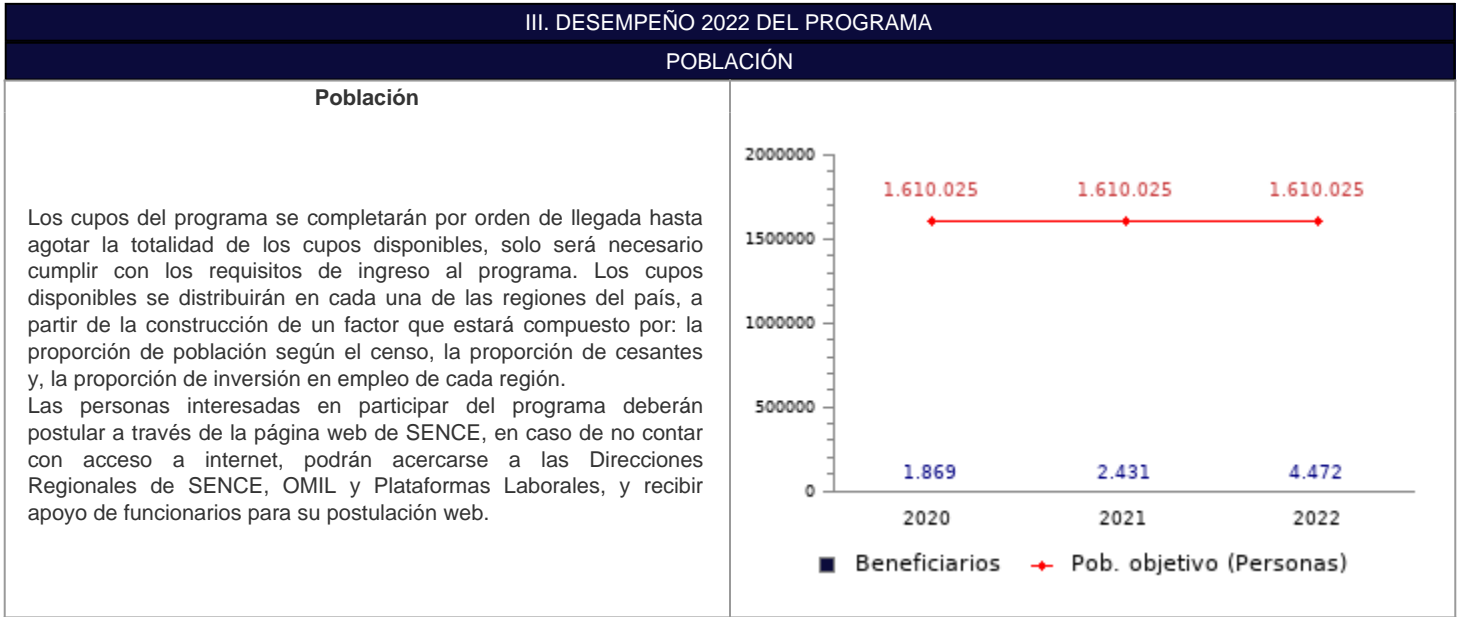 III. DESEMPEÑO 2022 DEL PROGRAMA
POBLACIÓN
Población
Los cupos del programa se completarán por orden de llegada hasta
agotar la totalidad de los cupos disponibles, solo será necesario
cumplir con los requisitos de ingreso al programa. Los cupos
disponibles se distribuirán en cada una de las regiones del país, a
partir de la construcción de un factor que estará compuesto por: la
proporción de población según el censo, la proporción de cesantes
y, la proporción de inversión en empleo de cada región.
Las personas interesadas en participar del programa deberán
postular a través de la página web de SENCE, en caso de no contar
con acceso a internet, podrán acercarse a las Direcciones
Regionales de SENCE, OMIL y Plataformas Laborales, y recibir
apoyo de funcionarios para su postulación web.
2000000
1.610.025 1.610.025 1.610.025
1500000
1000000
500000
1.869 2.431 4.472
0
2020 2021 2022
Beneficiarios Pob. objetivo (Personas)